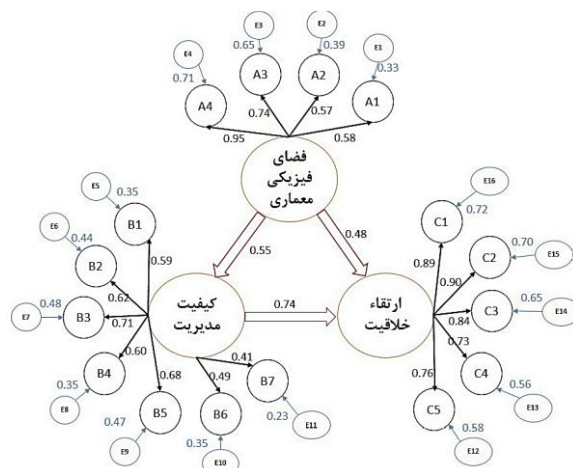 E3
E2
E4
0.65
0.39
E1
0.71
A3
A2
0.33
A4
A1
0.74
0.57
0.95
0.58
فضای
فیزیکی
معماری
E5
0.35
E16
B1
C1
0.72
E6
0.44
0.55
0.48
0.70
E15
B2
0.59
0.89
C2
0.62
0.90
E7
0.48
B3
0.71
کیفیت
مدیریت
0.74
ارتقاء
خلاقیت
0.84
C3
0.65
E14
0.60
0.73
B4
0.68
0.41
0.76
C4
0.35
0.49
B7
0.56
E8
B5
B6
C5
E13
0.47
0.23
E11
0.58
E9
0.35
E12
E10